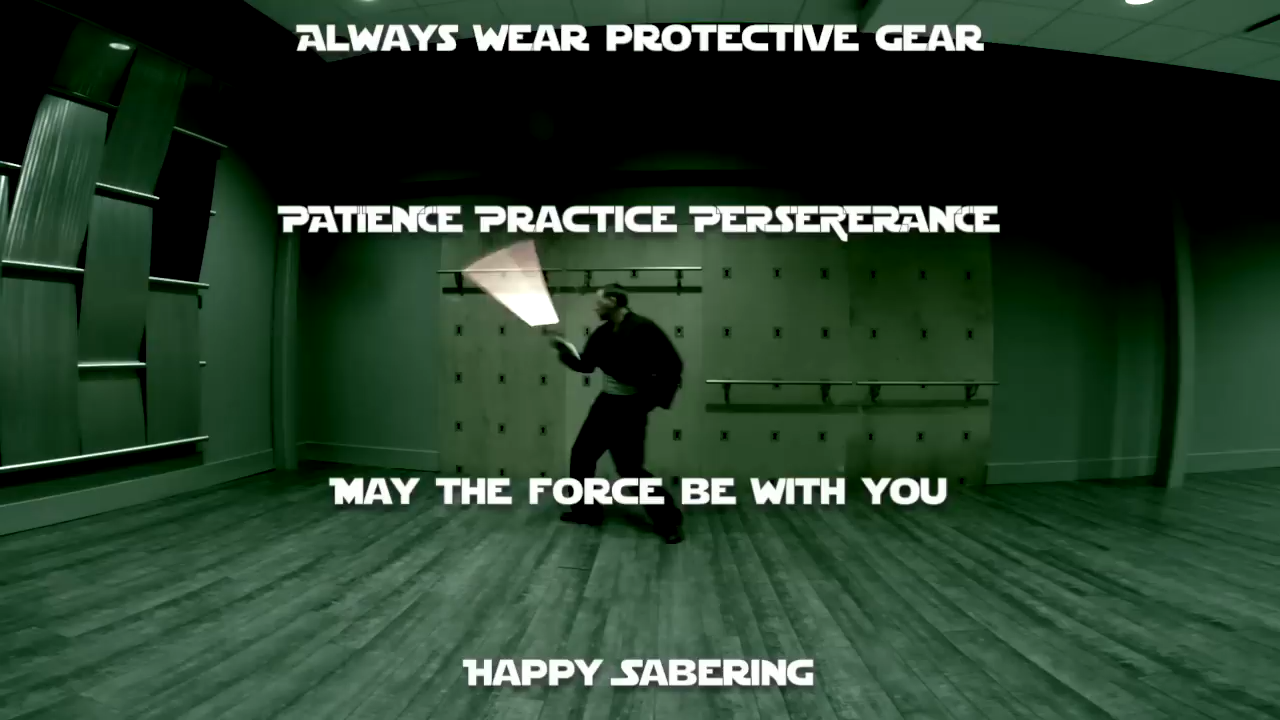 Always wear protective gear
Patience Practice Persererance
May the force be with you
Happy Sabering